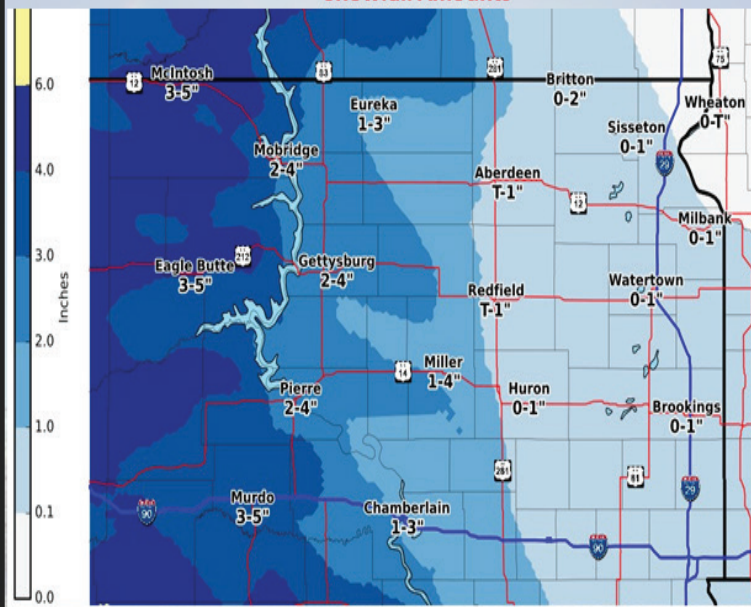 6.0
4.0
3.0
2.0
1.0
0.1
0.0
Inches
12
McIntosh
3-5"
83
281
Britton
0-2"
75
Wheaton
0-T"
Eureka
1-3"
Sisseton
0-1"
29
Mobridge
2-4"
Aberdeen
T-1"
12
Milbank
0-1"
212
Eagle Butte
3-5"
Gettysburg
2-4"
Redfield
T-1"
Watertown
0-1"
14
Miller
1-4"
Pierre
2-4"
Huron
0-1"
Brookings
0-1"
281
81
29
90
Murdo
3-5"
Chamberlain
1-3"
90